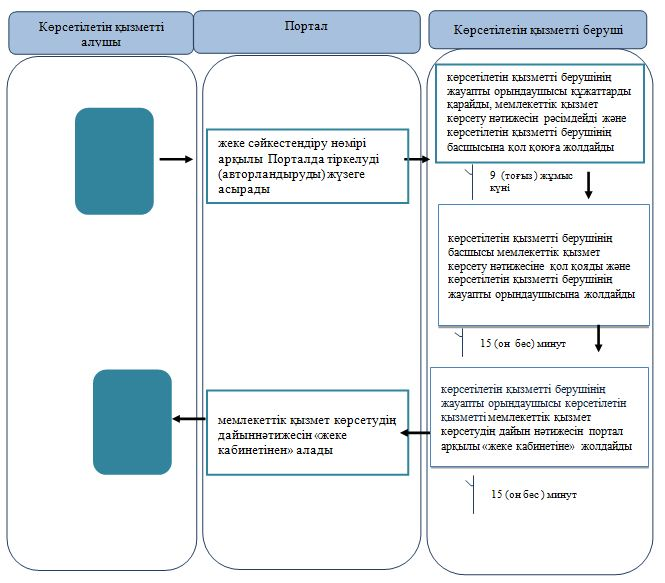 Көрсетілетін қызметті
алушы
Портал
Көрсетілетін қызметті беруші
жеке сәйкестендіру нөмірі
арқылы Порталда тіркелуді
(авторландыруды) жүзеге
асырады
көрсетілетін қызметті берушінің
жауапты орындаушысы құжаттарды
қарайды, мемлекеттік қызмет
көрсету нәтижесін рәсімдейді және
көрсетілетін қызметті берушінің
басшысына қол қоюға жолдайды
9 (тоғыз) жұмыс
күні
көрсетілетін қызметті берушінің
басшысы мемлекеттік қызмет
көрсету нәтижесіне қол қояды және
көрсетілетін қызметті берушінің
жауапты орындаушысына жолдайды
15 (он бес) минут
көрсетілетін қызметті берушінің
жауапты орындаушысы көрсетілетін
қызметті мемлекеттік қызмет
көрсетудің дайын нәтижесін портал
арқылы «жеке кабинетіне» жолдайды
мемлекеттік қызмет көрсетудің
дайыннәтижесін «жеке
кабинетінен» алады
15 (он бес) минут